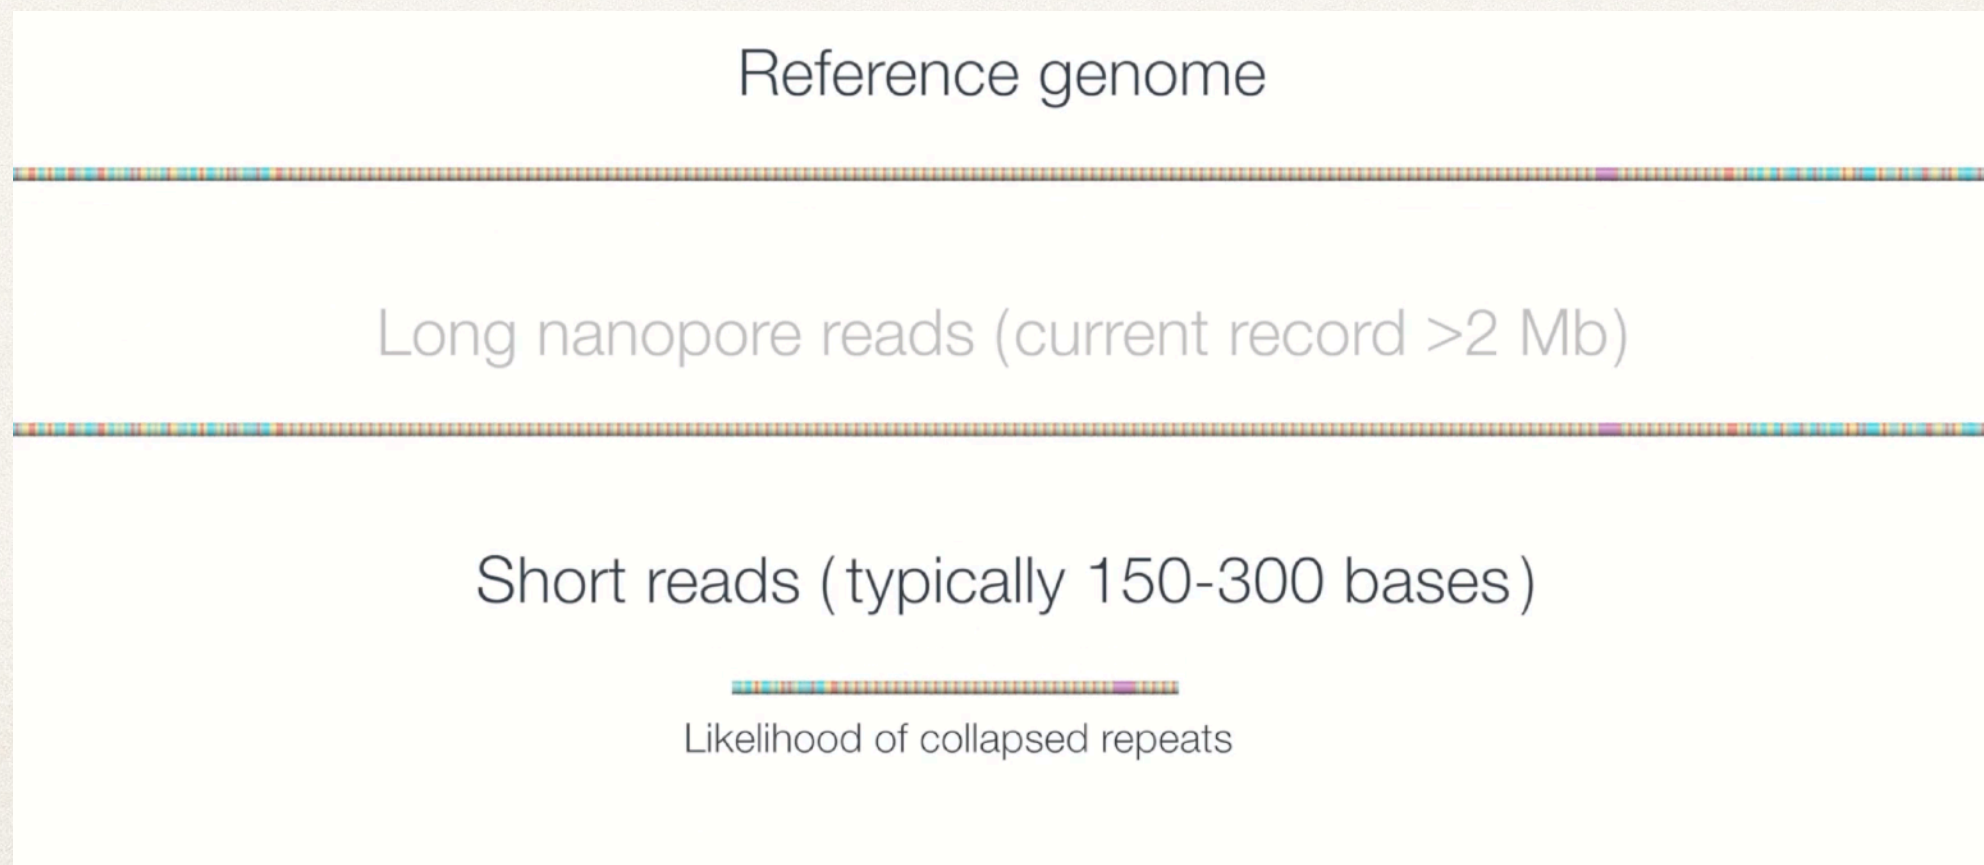 Reference genome
Long nanopore reads (current record >2 Mb)
Short reads (typically 150-300 bases)
Likelihood of collapsed repeats